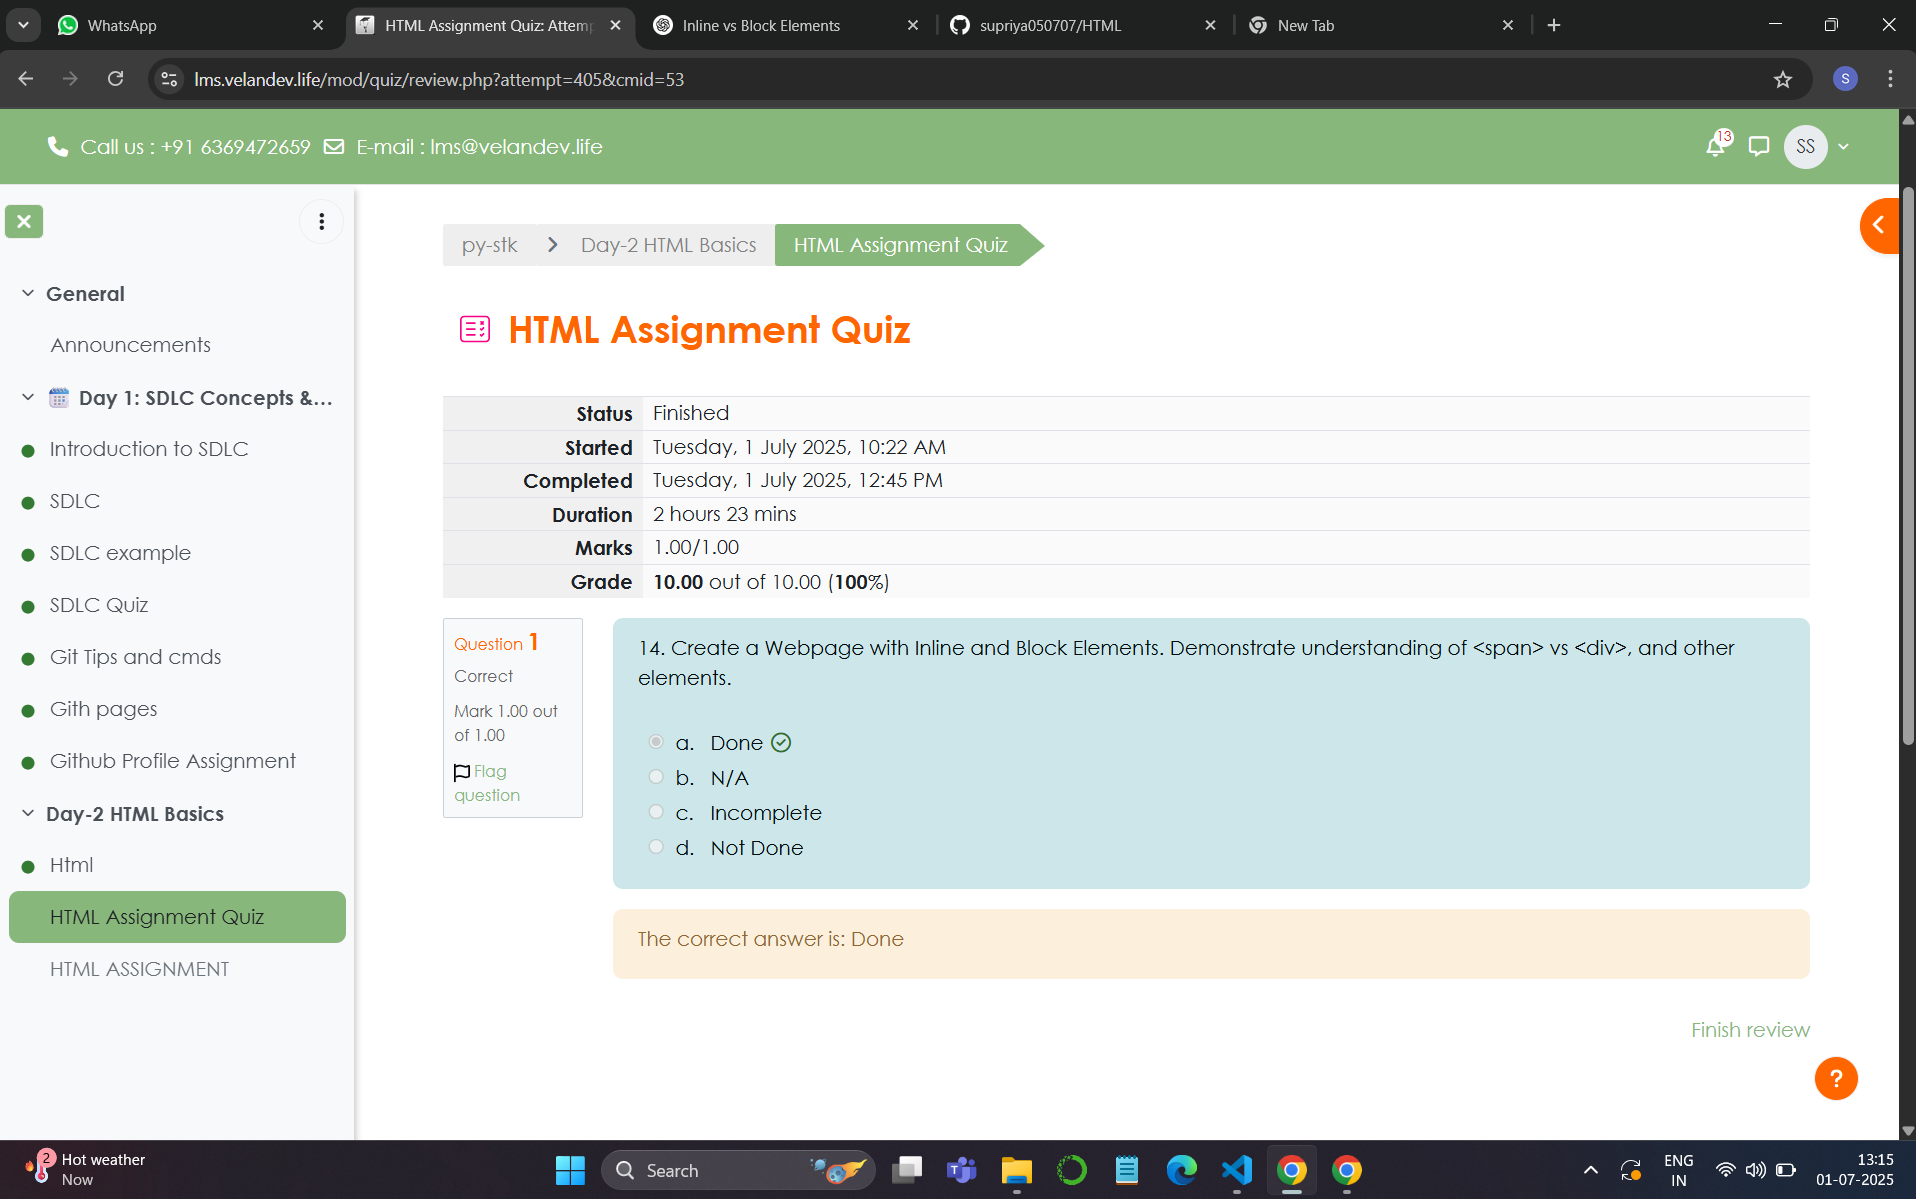 WhatsApp
HTML Assignment Quiz: Attemp
Inline vs Block Elements
supriya050707/HTML
New Tab
lms.velandev.life/mod/quiz/review.php?attempt=405&cmid=53
S
Call us : +91 6369472659
E-mail : lms@velandev.life
13
SS
General
Announcements
Day 1: SDLC Concepts &...
Introduction to SDLC
SDLC
SDLC example
SDLC Quiz
Git Tips and cmds
Gith pages
Github Profile Assignment
Day-2 HTML Basics
Html
HTML Assignment Quiz
HTML ASSIGNMENT
py-stk
Day-2 HTML Basics
HTML Assignment Quiz
HTML Assignment Quiz
Status Finished
Started Tuesday, 1 July 2025, 10:22 AM
Completed Tuesday, 1 July 2025, 12:45 PM
Duration 2 hours 23 mins
Marks 1.00/1.00
Grade 10.00 out of 10.00 (100%)
Question 1
Correct
Mark 1.00 out
of 1.00
Flag
question
14. Create a Webpage with Inline and Block Elements. Demonstrate understanding of <span> vs <div>, and other
elements.
a. Done
b. N/A
c. Incomplete
d. Not Done
The correct answer is: Done
Finish review
?
2
Hot weather
Now
Search
ENG
IN
13:15
01-07-2025